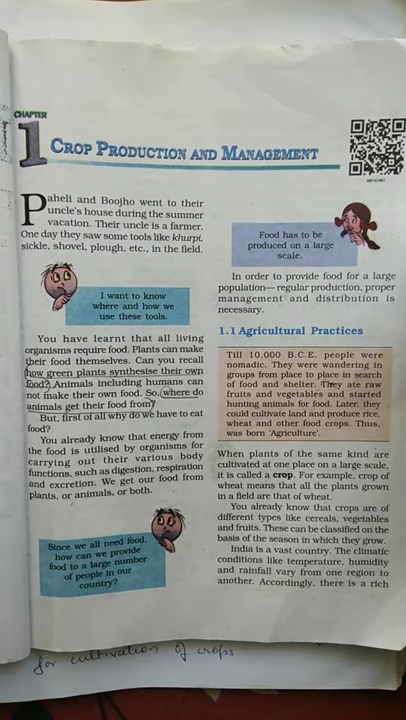 CHAPTER
1
CROP PRODUCTION AND MANAGEMENT
Paheli and Boojho went to their
uncle's house during the summer
vacation. Their uncle is a farmer.
One day they saw some tools like khurpi,
sickle, shovel, plough, etc., in the field.
I want to know
where and how we
use these tools.
You have learnt that all living
organisms require food. Plants can make
their food themselves. Can you recall
how green plants synthesise their own
food? Animals including humans can
not make their own food. So, where do
animals get their food from?
But, first of all why do we have to eat
food?
You already know that energy from
the food is utilised by organisms for
carrying out their various body
functions, such as digestion, respiration
and excretion. We get our food from
plants, or animals, or both.
Since we all need food,
how can we provide
food to a large number
of people in our
country?
Food has to be
produced on a large
scale.
In order to provide food for a large
population— regular production, proper
management and distribution is
necessary.
1.1 Agricultural Practices
Till 10,000 B.C.E. people were
nomadic. They were wandering in
groups from place to place in search
of food and shelter. They ate raw
fruits and vegetables and started
hunting animals for food. Later, they
could cultivate land and produce rice,
wheat and other food crops. Thus,
was born 'Agriculture'.
When plants of the same kind are
cultivated at one place on a large scale,
it is called a crop. For example, crop of
wheat means that all the plants grown
in a field are that of wheat.
You already know that crops are of
different types like cereals, vegetables
and fruits. These can be classified on the
basis of the season in which they grow.
India is a vast country. The climatic
conditions like temperature, humidity
and rainfall vary from one region to
another. Accordingly, there is a rich
for cultivation of crops